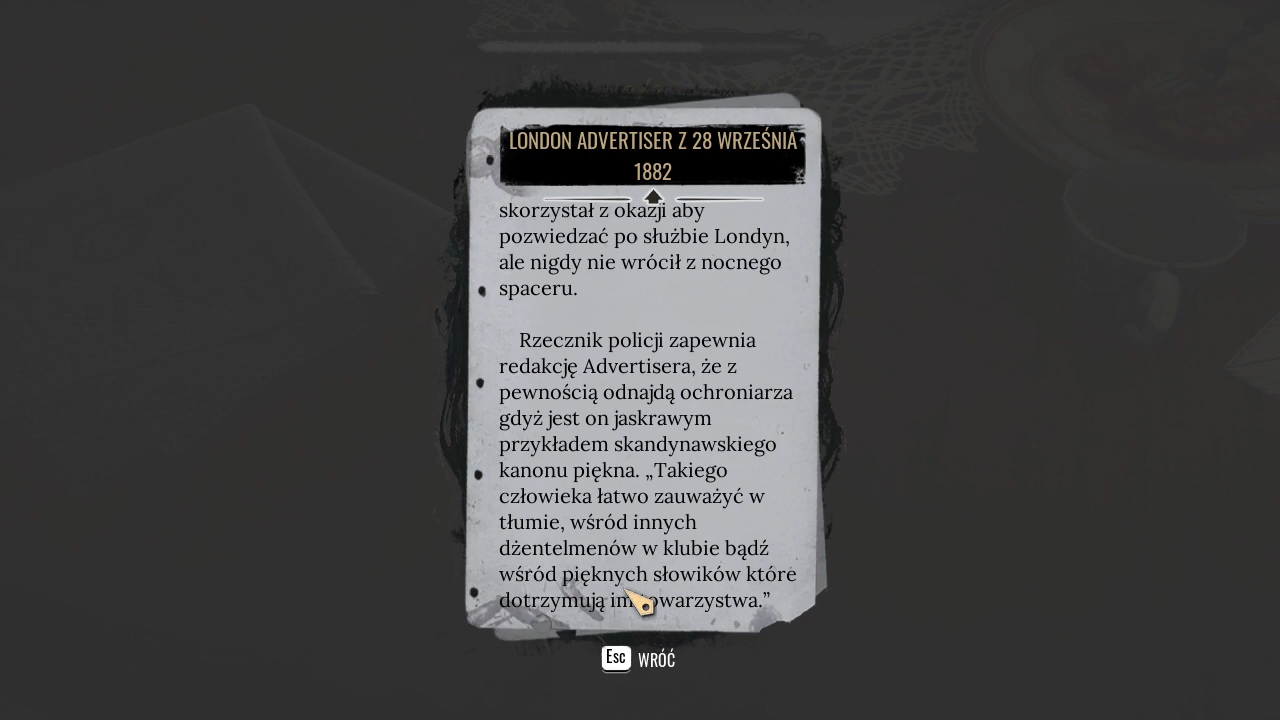 LONDON ADVERTISER Z 28 WRZEŚNIA
1882
skorzystał z okazji aby
pozwiedzać po służbie Londyn,
ale nigdy nie wrócił z nocnego
spaceru.
Rzecznik policji zapewnia
redakcję Advertisera, że z
pewnością odnajdą ochroniarza
gdyż jest on jaskrawym
przykładem skandynawskiego
kanonu piękna. „Takiego
człowieka łatwo zauważyć w
tłumie, wśród innych
dżentelmenów w klubie bądź
wśród pięknych słowików które
dotrzymują im towarzystwa.”
Esc WRÓĆ